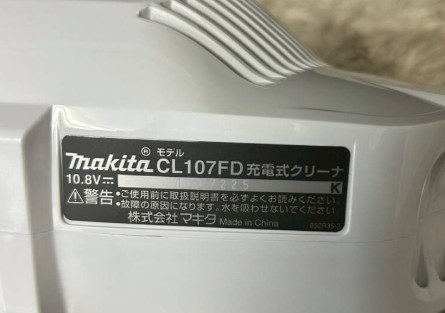 makita® モデル CL107FD 充電式クリーナ
10.8V⎓ 7225 K
⚠警告 •ご使用前に取扱説明書を必ずよくお読みください。
•故障の原因になります。水を吸わせないでください。
株式会社マキタ Made in China